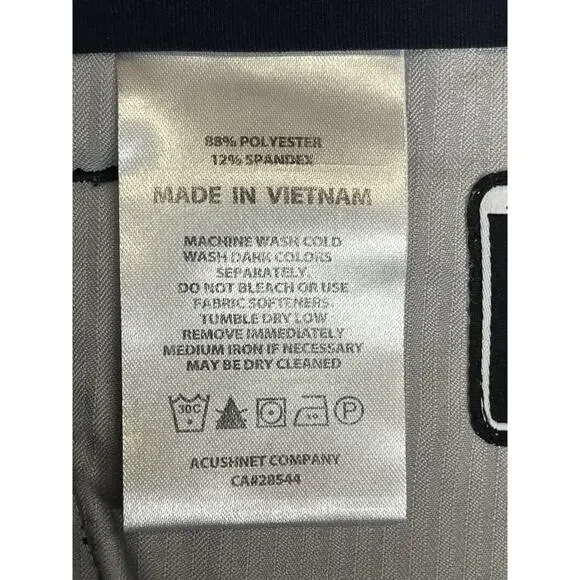 88% POLYESTER
12% SPANDEX
MADE IN VIETNAM
MACHINE WASH COLD
WASH DARK COLORS
SEPARATELY.
DO NOT BLEACH OR USE
FABRIC SOFTENERS.
TUMBLE DRY LOW
REMOVE IMMEDIATELY
MEDIUM IRON IF NECESSARY
MAY BE DRY CLEANED
30C P
ACUSHNET COMPANY
CA#28544